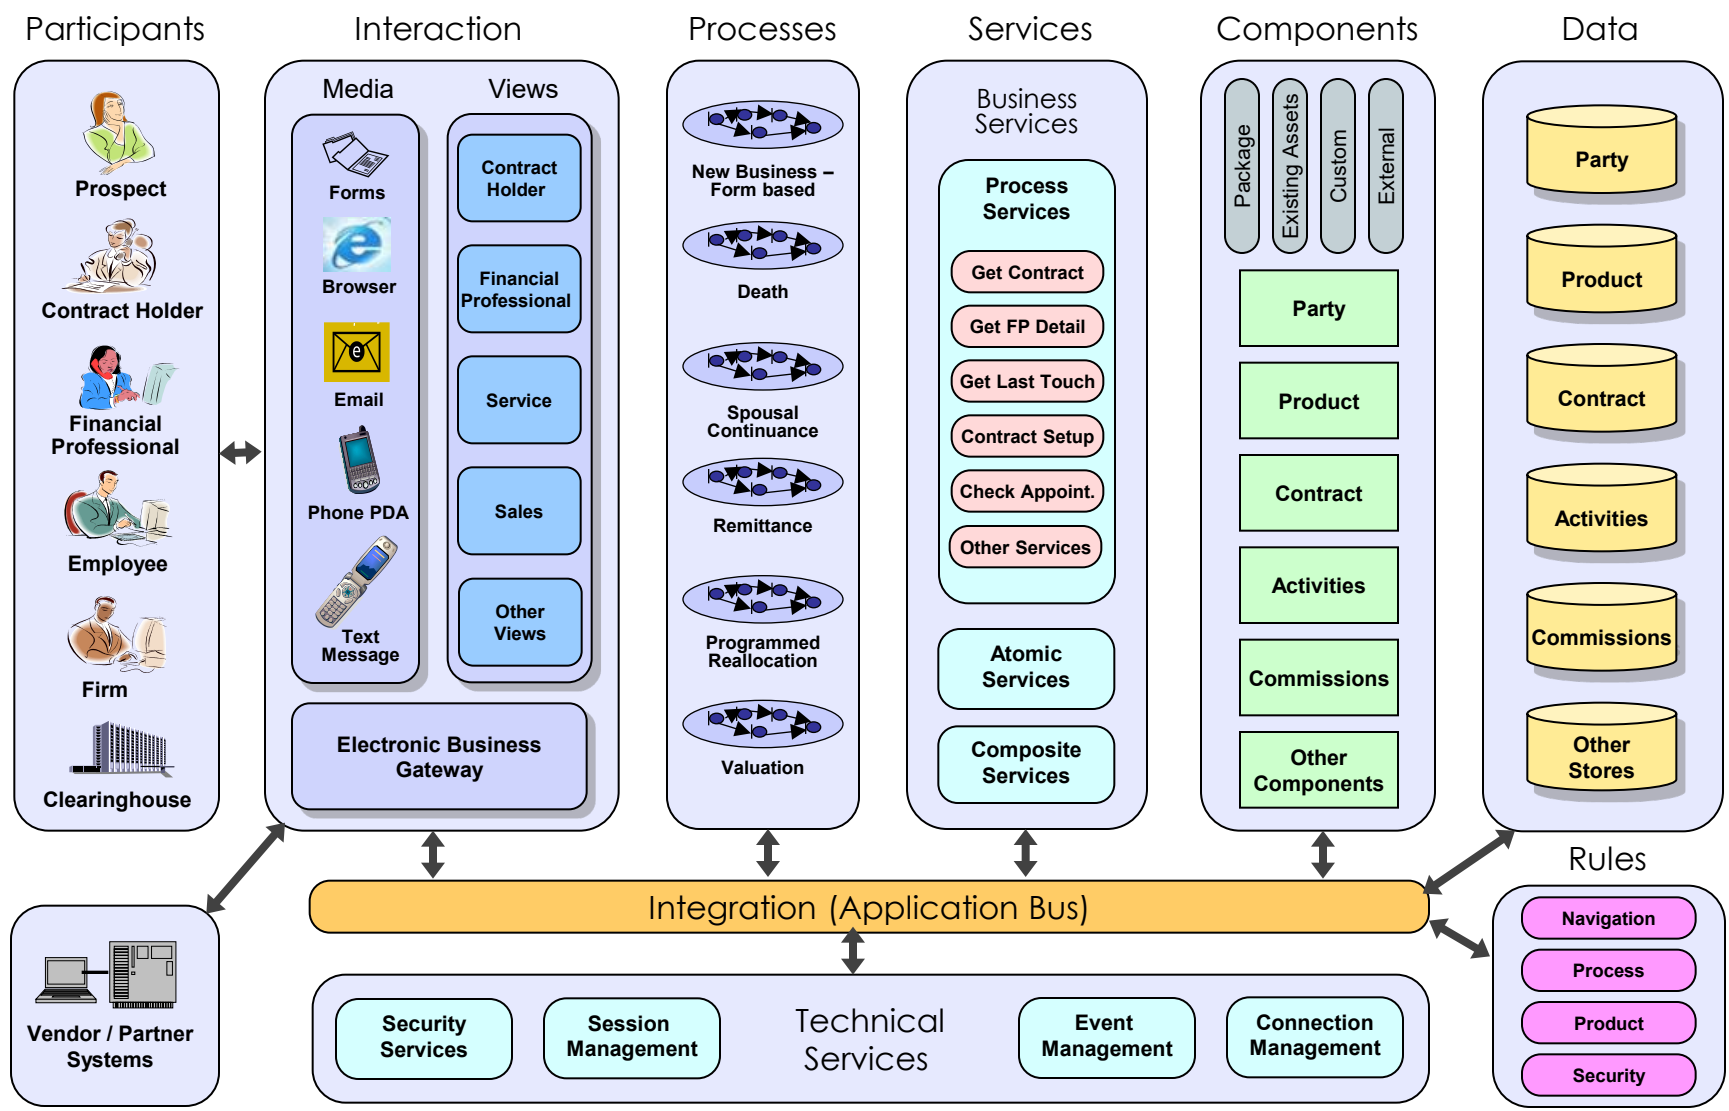 Participants
Prospect
Contract Holder
Financial
Professional
Employee
Firm
Clearinghouse
Interaction
Media
Forms
Browser
e
Email
Phone PDA
Text
Message
Views
Contract
Holder
Financial
Professional
Service
Sales
Other
Views
Electronic Business
Gateway
Processes
New Business –
Form based
Death
Spousal
Continuance
Remittance
Programmed
Reallocation
Valuation
Services
Business
Services
Process
Services
Get Contract
Get FP Detail
Get Last Touch
Contract Setup
Check Appoint.
Other Services
Atomic
Services
Composite
Services
Components
Package
Existing Assets
Custom
External
Party
Product
Contract
Activities
Commissions
Other
Components
Data
Party
Product
Contract
Activities
Commissions
Other
Stores
Rules
Navigation
Process
Product
Security
Integration (Application Bus)
Vendor / Partner
Systems
Security
Services
Session
Management
Technical
Services
Event
Management
Connection
Management